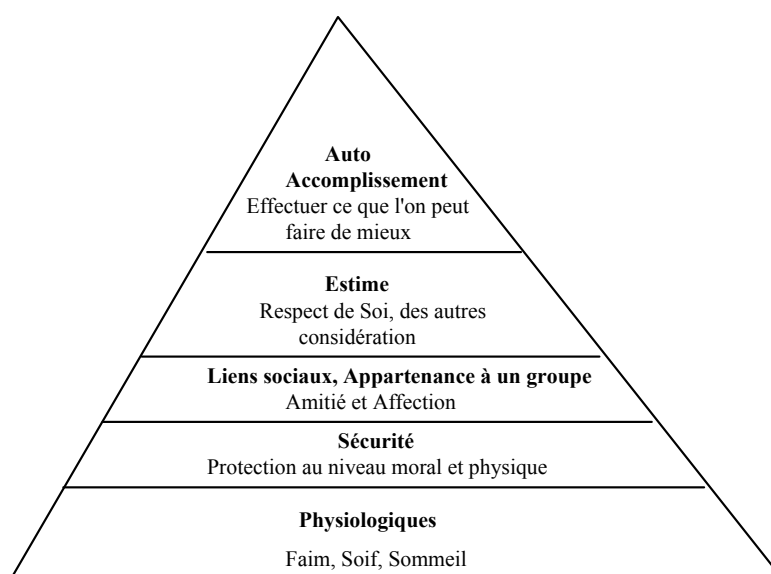 Auto
Accomplissement
Effectuer ce que l'on peut
faire de mieux
Estime
Respect de Soi, des autres
considération
Liens sociaux, Appartenance à un groupe
Amitié et Affection
Sécurité
Protection au niveau moral et physique
Physiologiques
Faim, Soif, Sommeil